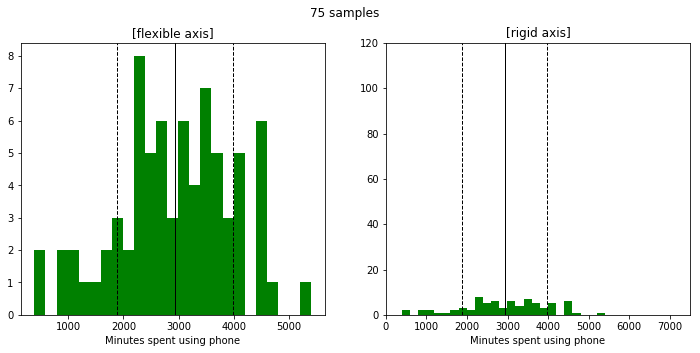 75 samples
[flexible axis]
8
7
6
5
4
3
2
1
0
1000 2000 3000 4000 5000
Minutes spent using phone
[rigid axis]
120
100
80
60
40
20
0
0 1000 2000 3000 4000 5000 6000 7000
Minutes spent using phone